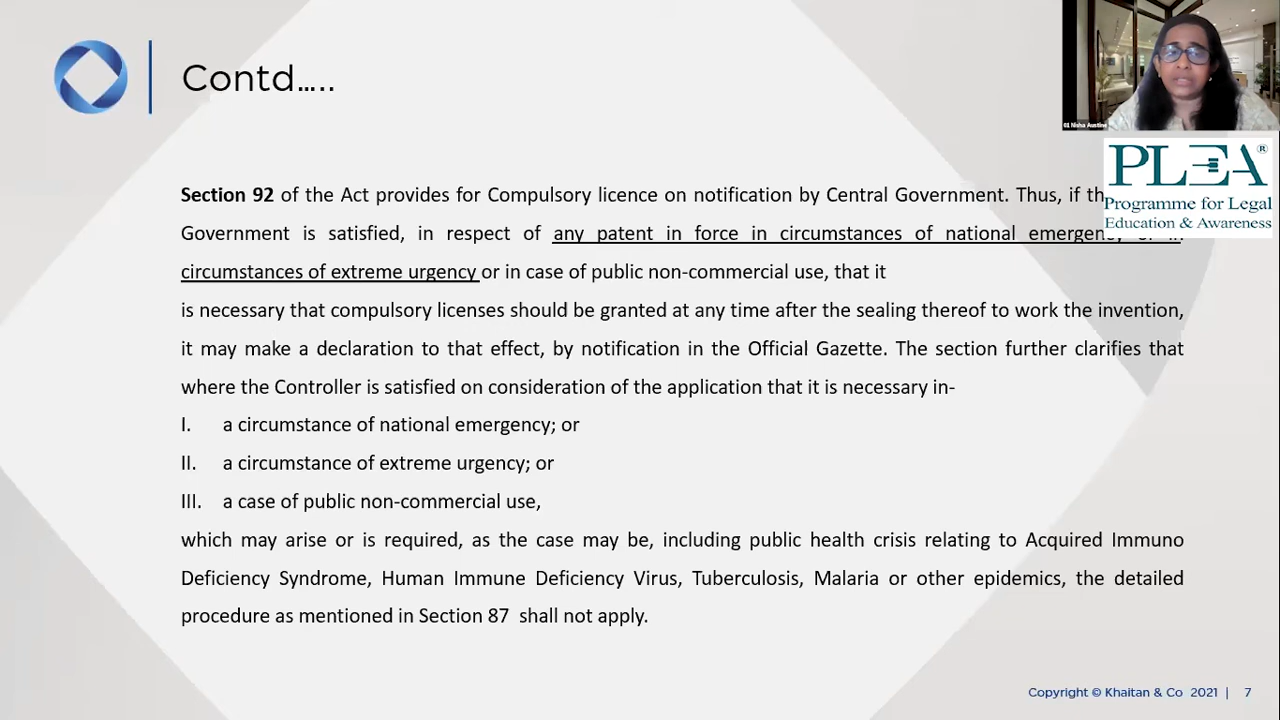 Contd.....
61 Nisha Austine
PLEA®
Programme for Legal
Education & Awareness
Section 92 of the Act provides for Compulsory licence on notification by Central Government. Thus, if th
Government is satisfied, in respect of any patent in force in circumstances of national emergency or in
circumstances of extreme urgency or in case of public non-commercial use, that it
is necessary that compulsory licenses should be granted at any time after the sealing thereof to work the invention,
it may make a declaration to that effect, by notification in the Official Gazette. The section further clarifies that
where the Controller is satisfied on consideration of the application that it is necessary in-
I. a circumstance of national emergency; or
II. a circumstance of extreme urgency; or
III. a case of public non-commercial use,
which may arise or is required, as the case may be, including public health crisis relating to Acquired Immuno
Deficiency Syndrome, Human Immune Deficiency Virus, Tuberculosis, Malaria or other epidemics, the detailed
procedure as mentioned in Section 87 shall not apply.
Copyright © Khaitan & Co 2021 | 7